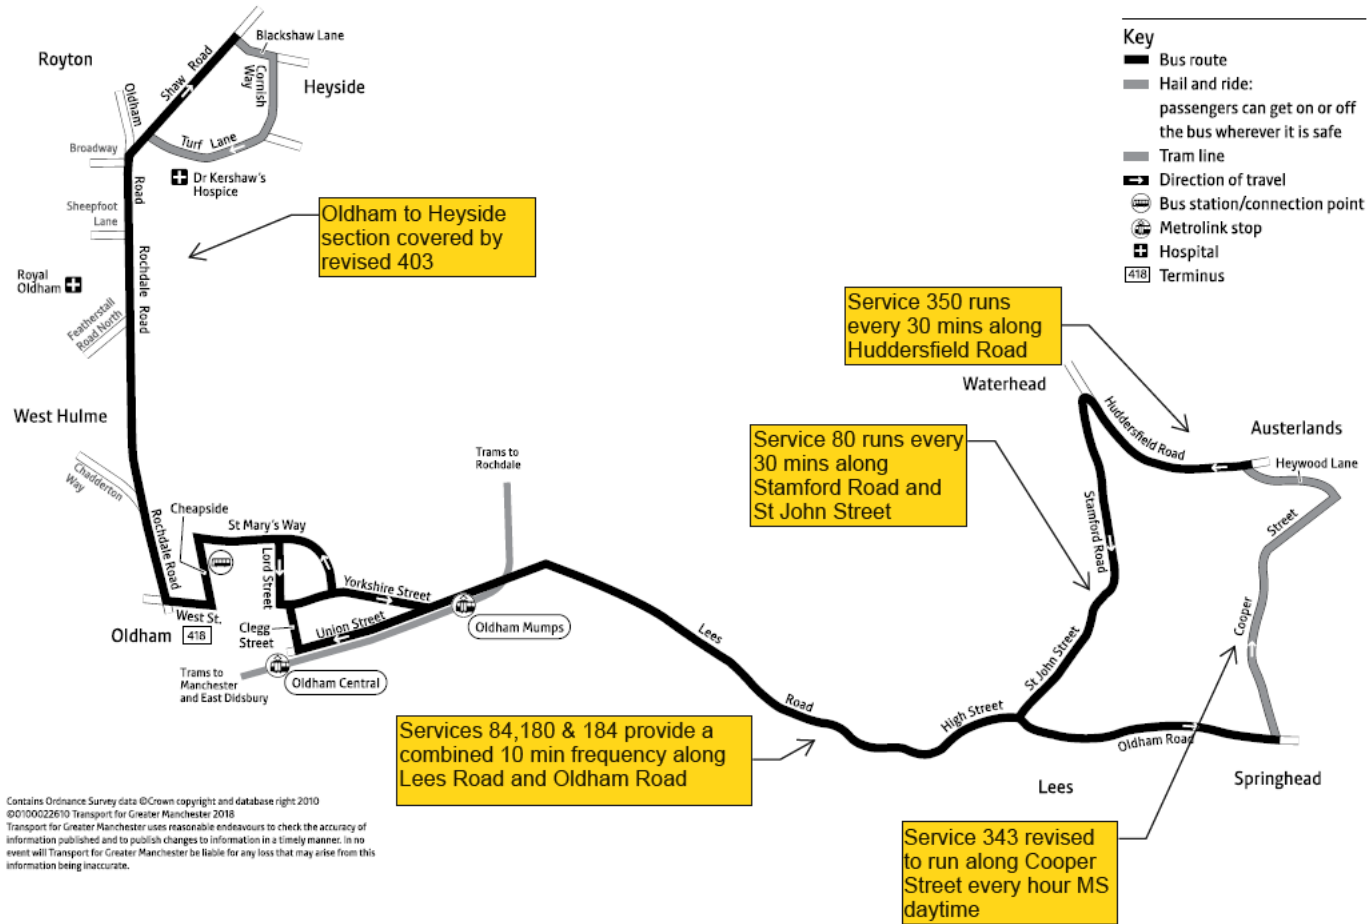 Royton
Blackshaw Lane
Heyside
Cornish
Way
Shaw Road
Oldham
Road
Turf Lane
Broadway
Dr Kershaw's
Hospice
Sheepfoot
Lane
Rochdale Road
Royal
Oldham
Featherstall
Road North
Oldham to Heyside
section covered by
revised 403
West Hulme
Chadderton
Way
Cheapside
Rochdale Road
St Mary's Way
Lord Street
Yorkshire Street
West St.
Oldham
418
Clegg
Street
Union Street
Oldham Mumps
Oldham Central
Trams to
Manchester
and East Didsbury
Trams to
Rochdale
Lees
Road
High Street
St John Street
Stamford Road
Oldham Road
Lees
Springhead
Cooper
Street
Heywood Lane
Austerlands
Huddersfield Road
Waterhead
Service 350 runs
every 30 mins along
Huddersfield Road
Service 80 runs every
30 mins along
Stamford Road and
St John Street
Services 84,180 & 184 provide a
combined 10 min frequency along
Lees Road and Oldham Road
Service 343 revised
to run along Cooper
Street every hour MS
daytime
Key
Bus route
Hail and ride:
passengers can get on or off
the bus wherever it is safe
Tram line
Direction of travel
Bus station/connection point
Metrolink stop
Hospital
418 Terminus
Contains Ordnance Survey data ©Crown copyright and database right 2010
©0100022610 Transport for Greater Manchester 2018
Transport for Greater Manchester uses reasonable endeavours to check the accuracy of
information published and to publish changes to information in a timely manner. In no
event will Transport for Greater Manchester be liable for any loss that may arise from this
information being inaccurate.